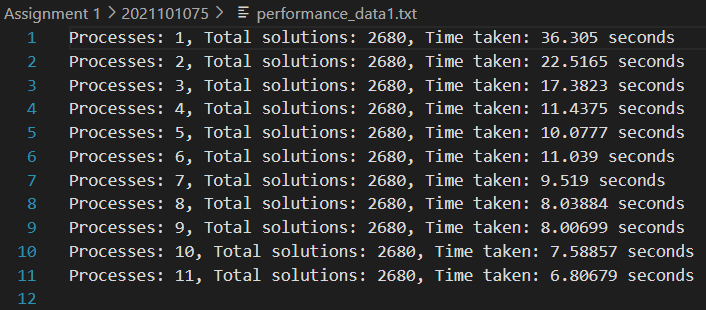 Assignment 1 > 2021101075 > performance_data1.txt
1 Processes: 1, Total solutions: 2680, Time taken: 36.305 seconds
2 Processes: 2, Total solutions: 2680, Time taken: 22.5165 seconds
3 Processes: 3, Total solutions: 2680, Time taken: 17.3823 seconds
4 Processes: 4, Total solutions: 2680, Time taken: 11.4375 seconds
5 Processes: 5, Total solutions: 2680, Time taken: 10.0777 seconds
6 Processes: 6, Total solutions: 2680, Time taken: 11.039 seconds
7 Processes: 7, Total solutions: 2680, Time taken: 9.519 seconds
8 Processes: 8, Total solutions: 2680, Time taken: 8.03884 seconds
9 Processes: 9, Total solutions: 2680, Time taken: 8.00699 seconds
10 Processes: 10, Total solutions: 2680, Time taken: 7.58857 seconds
11 Processes: 11, Total solutions: 2680, Time taken: 6.80679 seconds
12